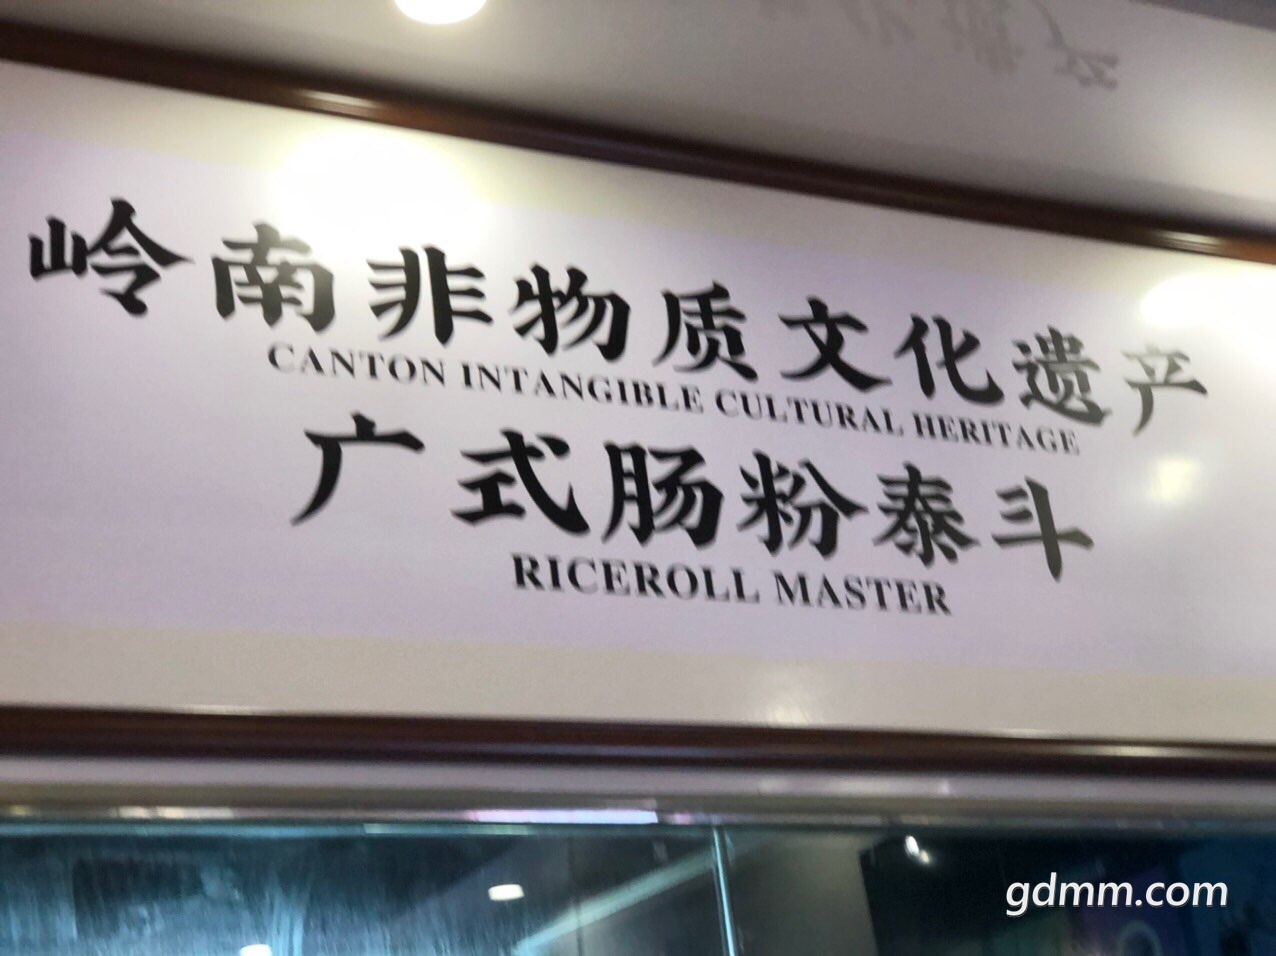 岭南非物质文化遗产
CANTON INTANGIBLE CULTURAL HERITAGE
广式肠粉泰斗
RICEROLL MASTER
gdmm.com